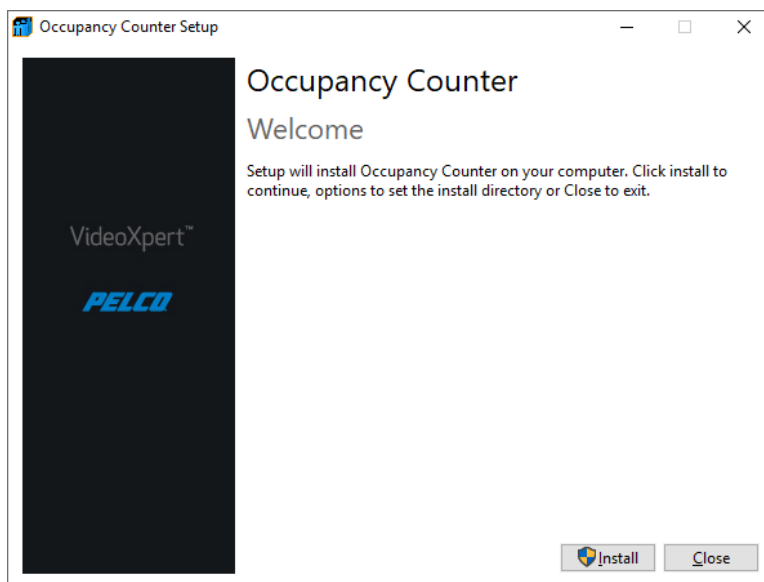 Occupancy Counter Setup
Occupancy Counter
Welcome
Setup will install Occupancy Counter on your computer. Click install to
continue, options to set the install directory or Close to exit.
VideoXpert™
PELCO
Install
Close